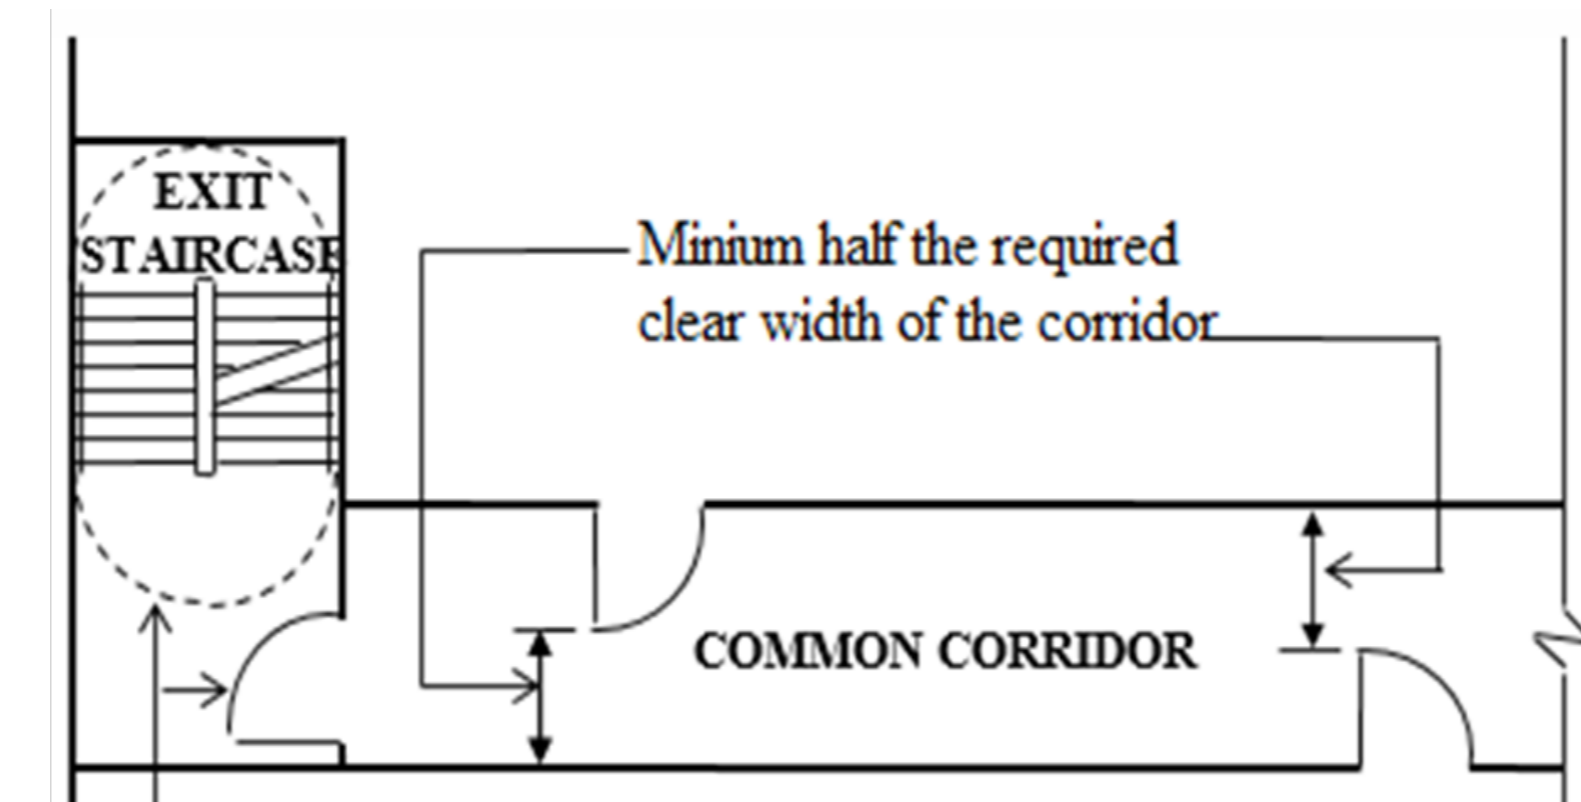 EXIT
STAIRCASE
Minium half the required
clear width of the corridor
COMMON CORRIDOR